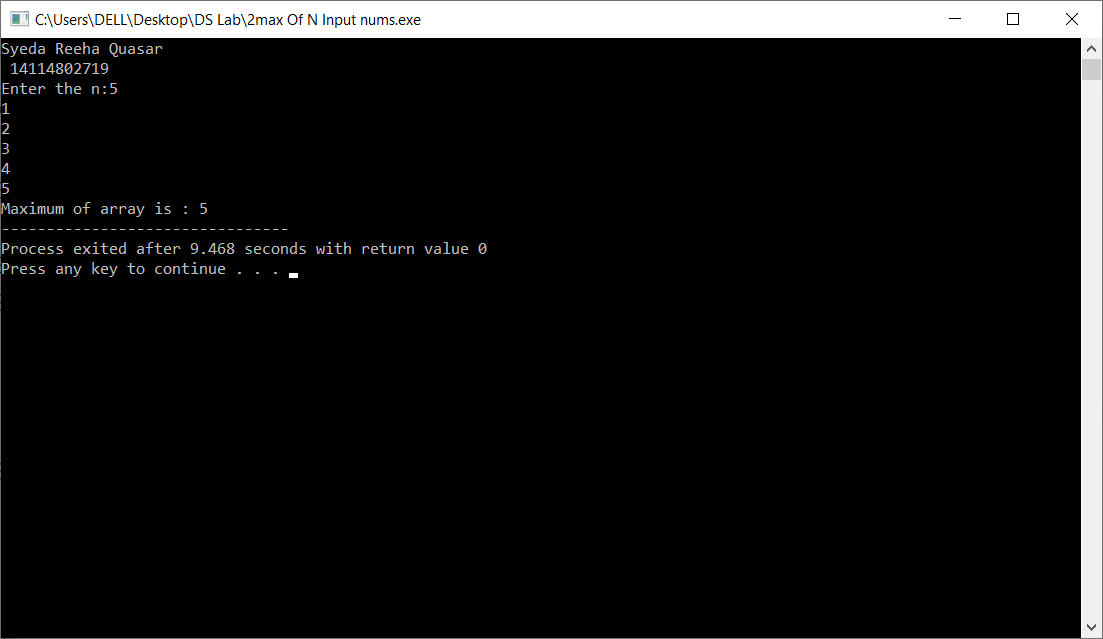 C:\Users\DELL\Desktop\DS Lab\2max Of N Input nums.exe
Syeda Reeha Quasar
 14114802719
Enter the n:5
1
2
3
4
5
Maximum of array is : 5
--------------------------------
Process exited after 9.468 seconds with return value 0
Press any key to continue . . .